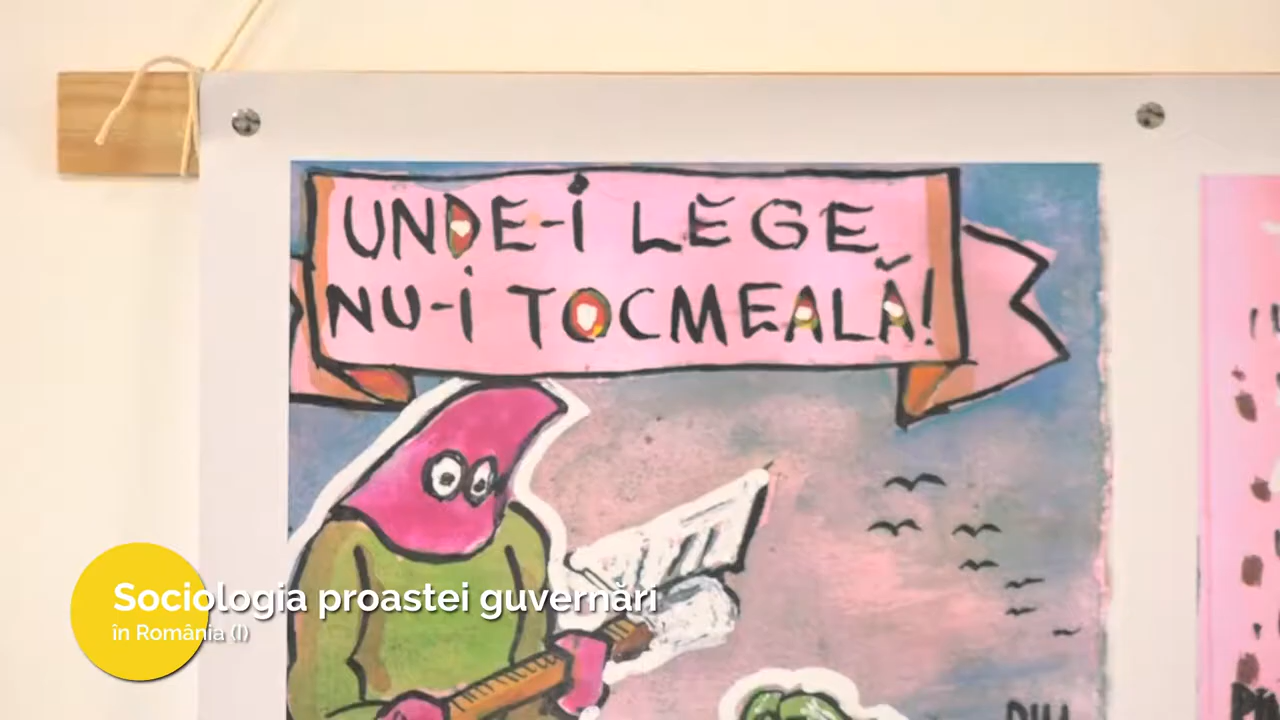 UNDE-I LEGE
NU-I TOCMEALĂ!
Sociologia proastei guvernări
în România (I)